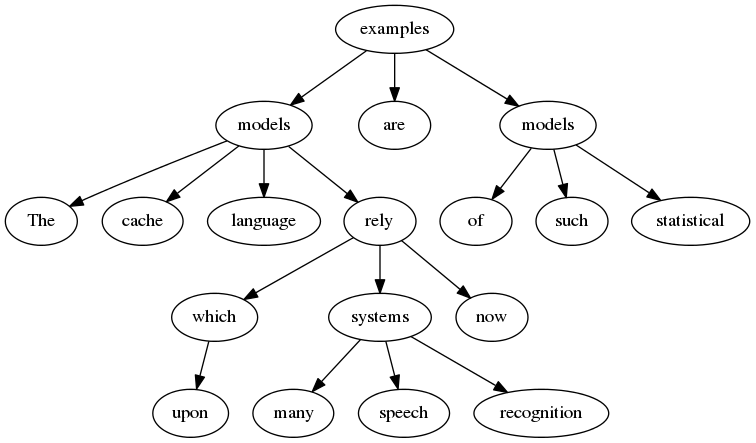 examples
models are models
The cache language rely of such statistical
which systems now
upon many speech recognition